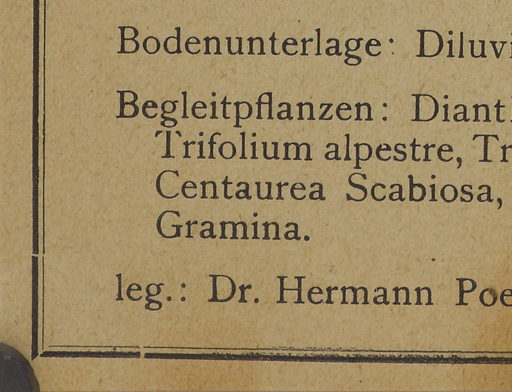 Bodenunterlage: Diluvi
Begleitpflanzen: Diant
Trifolium alpestre, Tr
Centaurea Scabiosa,
Gramina.
leg.: Dr. Hermann Poe